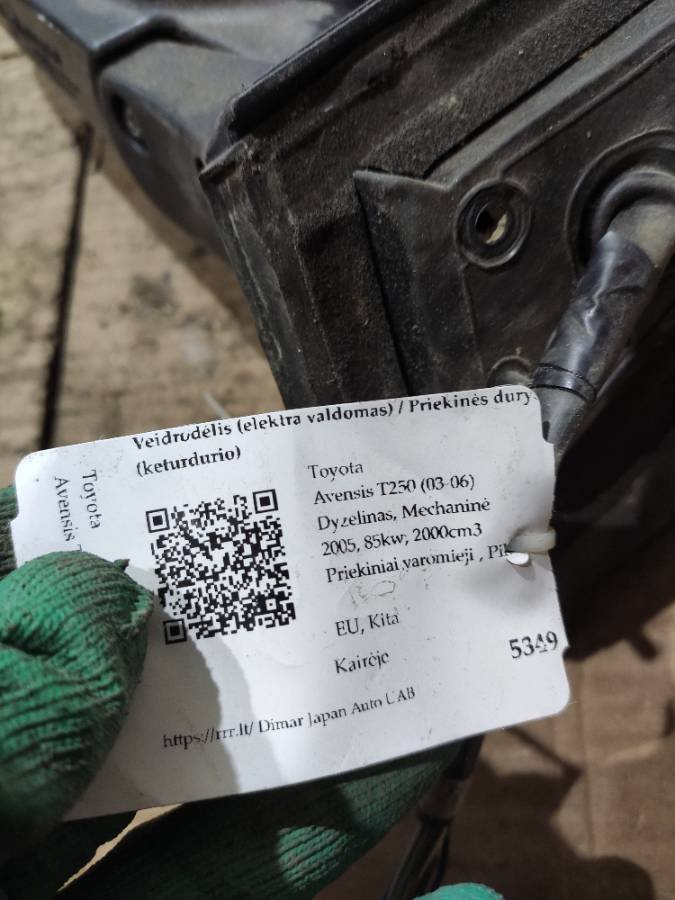 Veidrodėlis (elektra valdomas) / Priekinės durys
(keturdurio)
Toyota
Avensis
Toyota
Avensis T250 (03-06)
Dyzelinas, Mechaninė
2005, 85kw, 2000cm3
Priekiniai varomieji ,
EU, Kita
Kairėje
5349
https://rrr.lt/ Dimar Japan Auto UAB